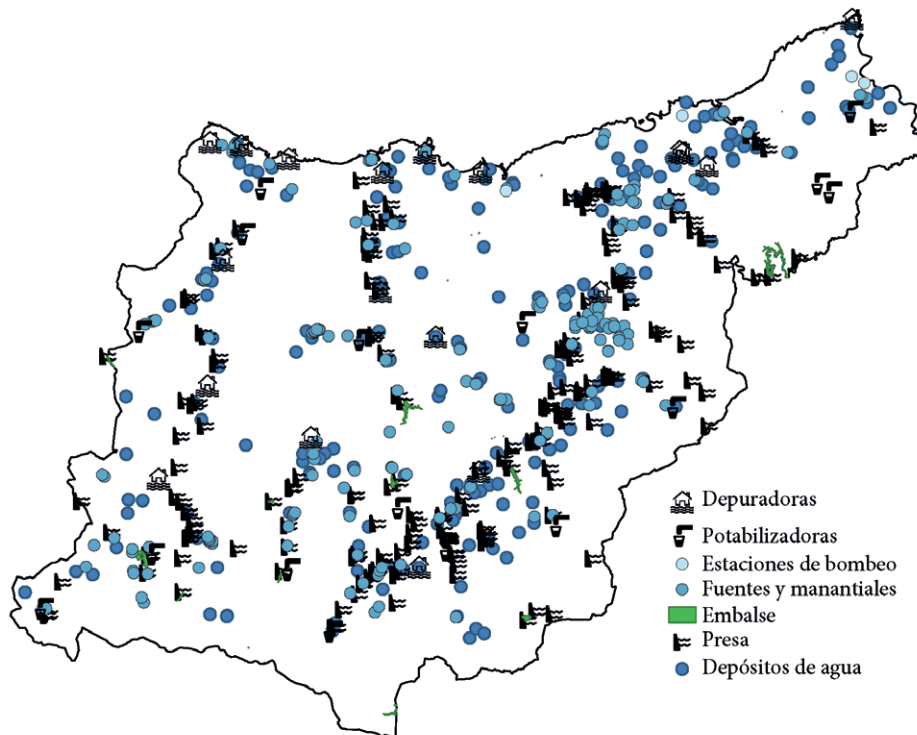 Depuradoras
Potabilizadoras
Estaciones de bombeo
Fuentes y manantiales
Embalse
Presa
Depósitos de agua